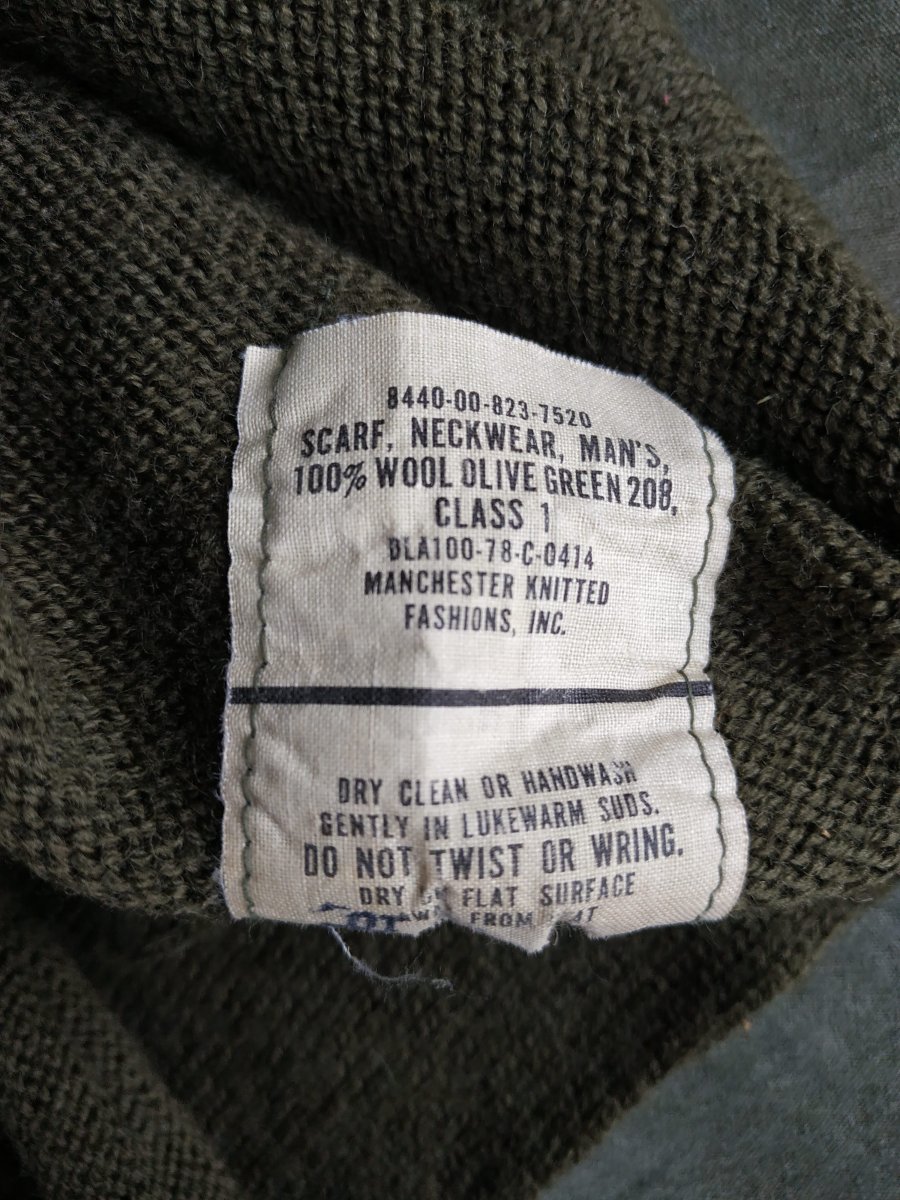 8440-00-823-7520
SCARF, NECKWEAR, MAN'S,
100% WOOL OLIVE GREEN 208,
CLASS 1
DLA100-78-C-0414
MANCHESTER KNITTED
FASHIONS, INC.
DRY CLEAN OR HANDWASH
GENTLY IN LUKEWARM SUDS.
DO NOT TWIST OR WRING.
DRY FLAT SURFACE
FROM